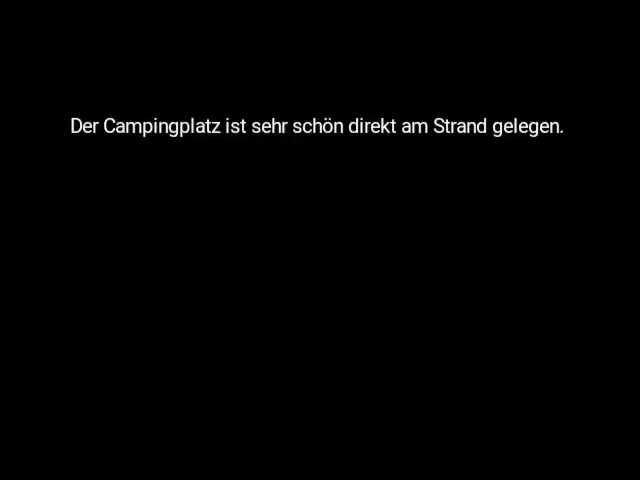 Der Campingplatz ist sehr schön direkt am Strand gelegen.